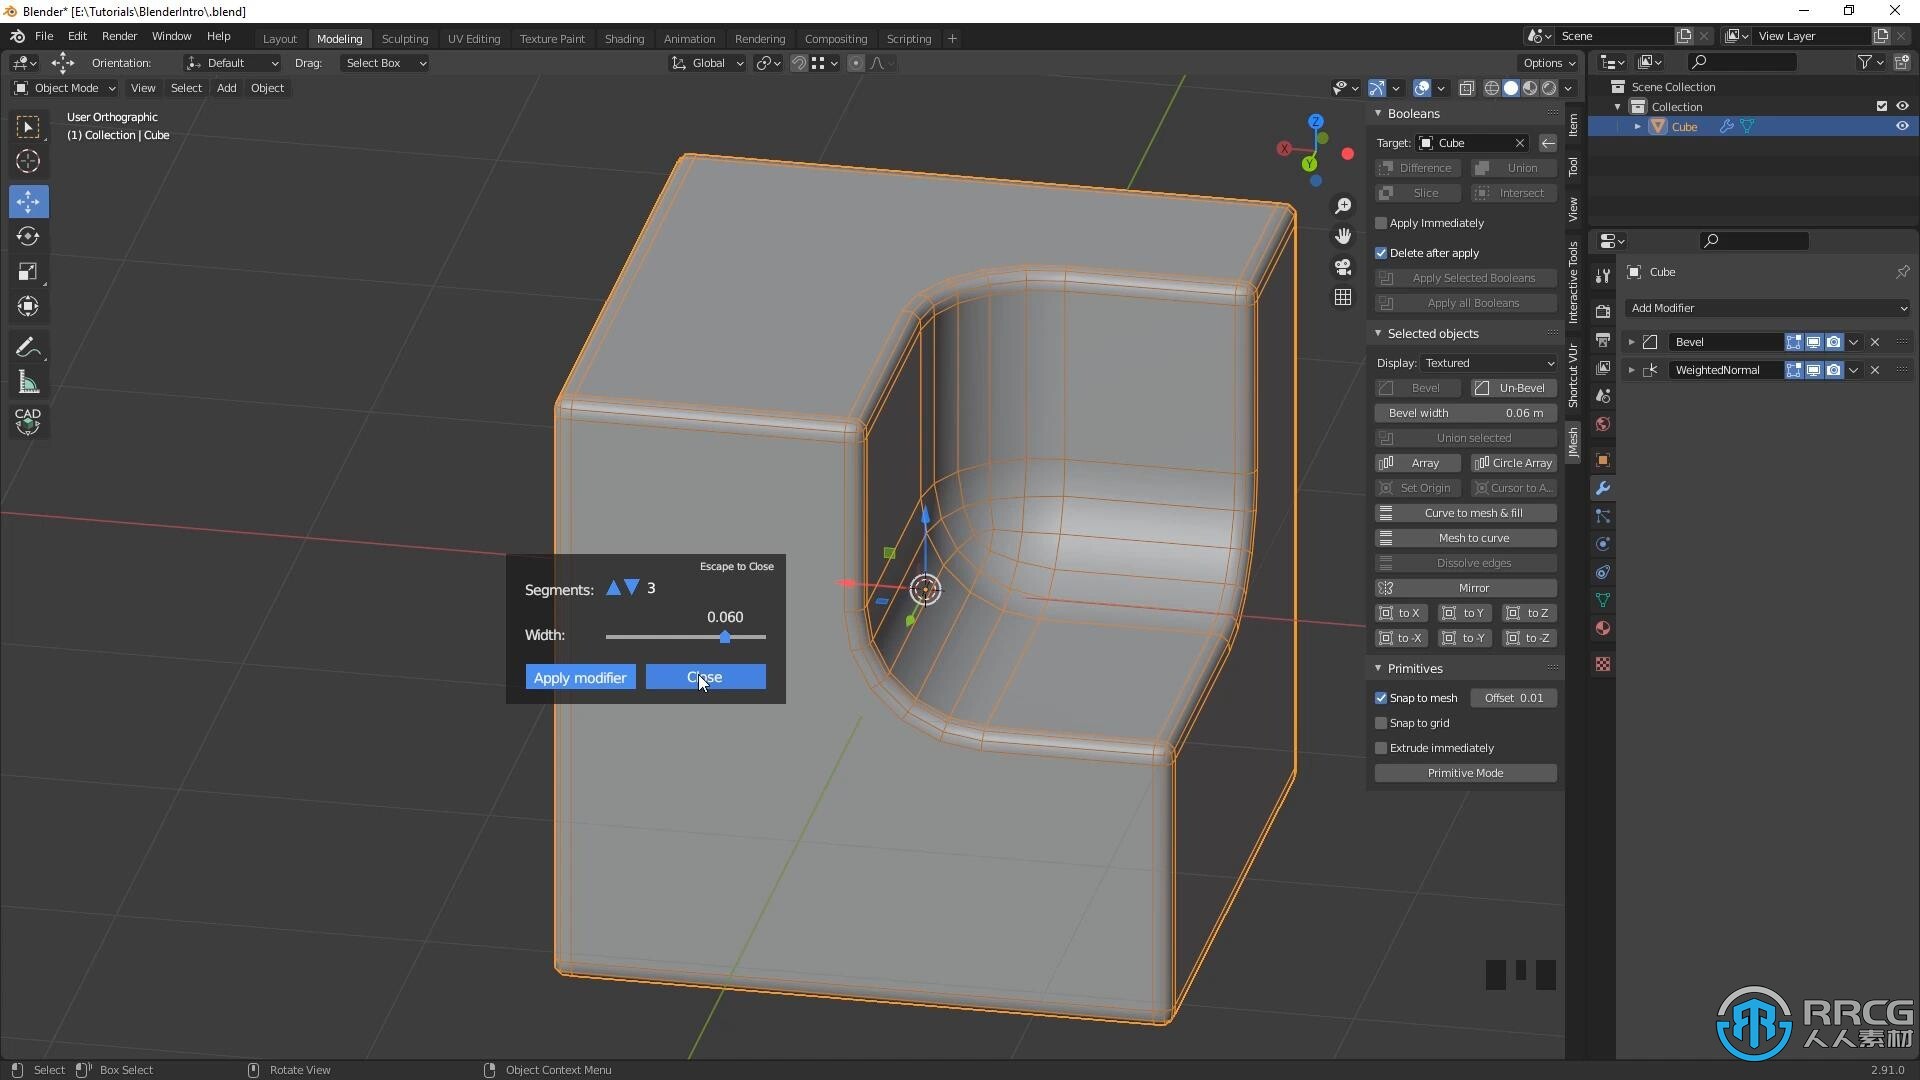 Blender* [E:\Tutorials\BlenderIntro\.blend]
File Edit Render Window Help
Layout Modeling Sculpting UV Editing Texture Paint Shading Animation Rendering Compositing Scripting +
Scene
View Layer
Orientation: Default Drag: Select Box
Global
Options
Object Mode View Select Add Object
User Orthographic
(1) Collection | Cube
Z
X
Y
CAD
Escape to Close
Segments: 3
0.060
Width:
Apply modifier
Close
Booleans
Target: Cube
Difference Union
Slice Intersect
Apply Immediately
Delete after apply
Apply Selected Booleans
Apply all Booleans
Selected objects
Display: Textured
Bevel Un-Bevel
Bevel width 0.06 m
Union selected
Array Circle Array
Set Origin Cursor to A...
Curve to mesh & fill
Mesh to curve
Dissolve edges
Mirror
to X to Y to Z
to -X to -Y to -Z
Primitives
Snap to mesh Offset 0.01
Snap to grid
Extrude immediately
Primitive Mode
Item
Tool
View
Interactive Tools
Shortcut VUr
JMesh
Scene Collection
Collection
Cube
Cube
Add Modifier
Bevel
WeightedNormal
RRCG
人人素材
Select Box Select Rotate View Object Context Menu
2.91.0